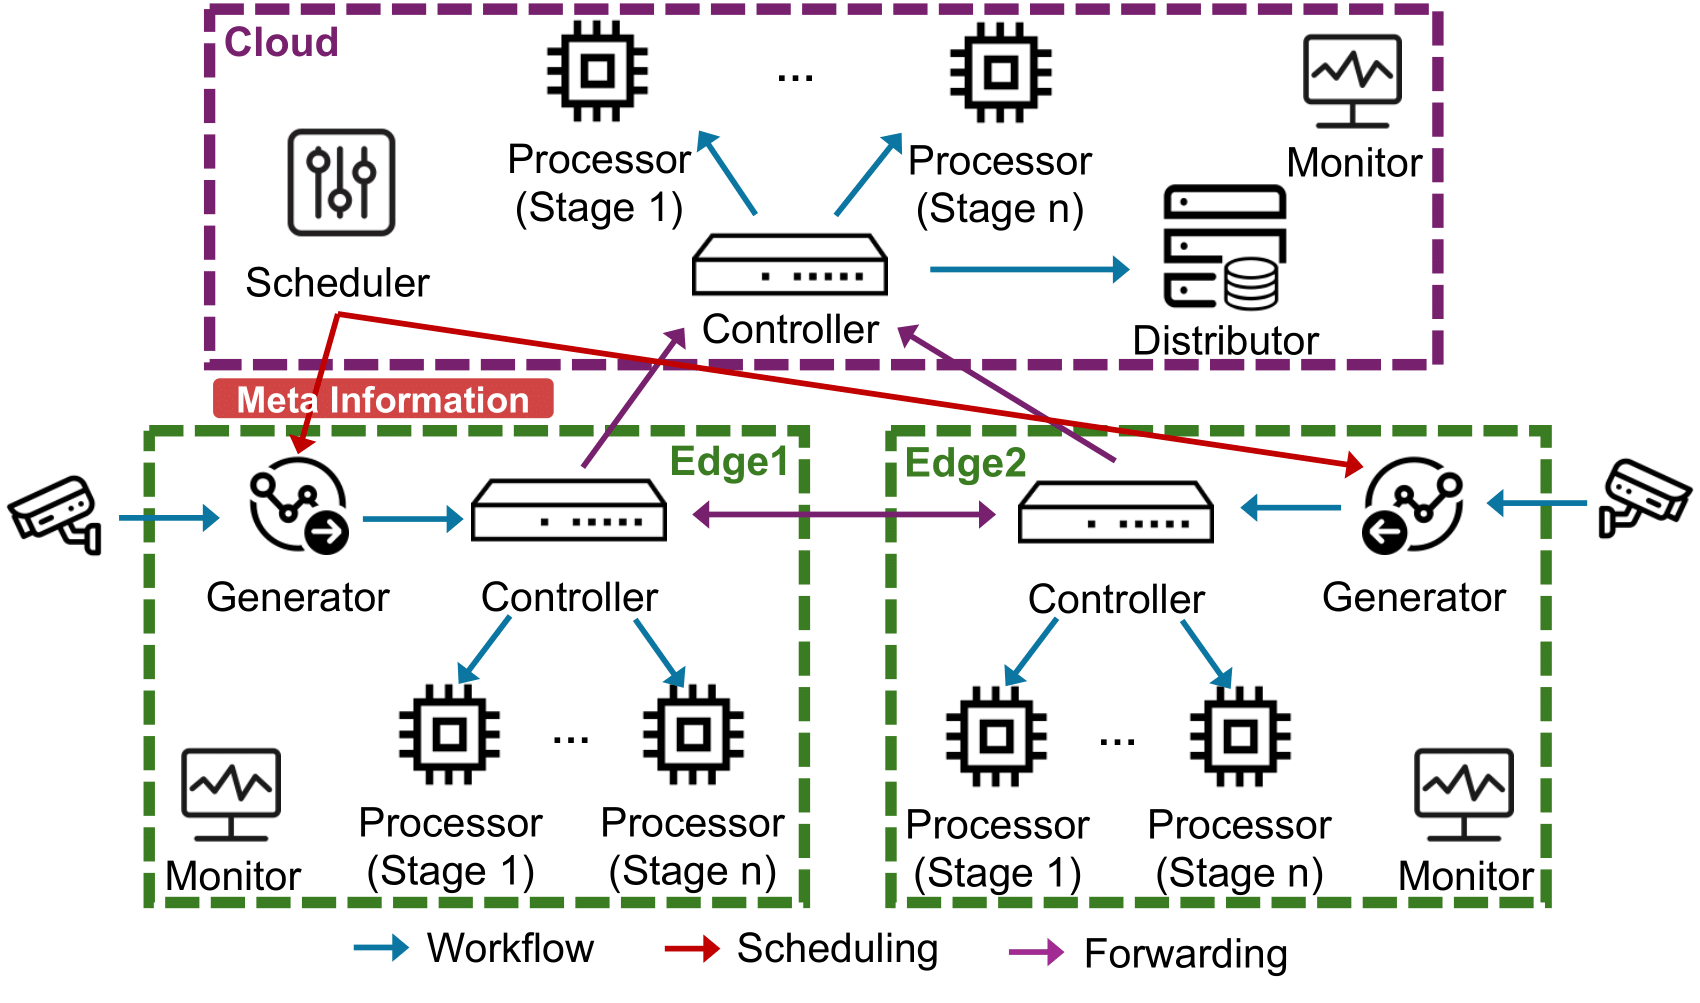 Cloud
...
Processor
(Stage 1)
Processor
(Stage n)
Monitor
Scheduler
Controller
Distributor
Meta Information
Edge1
Edge2
Generator
Controller
Controller
Generator
...
...
Monitor
Processor
(Stage 1)
Processor
(Stage n)
Processor
(Stage 1)
Processor
(Stage n)
Monitor
Workflow
Scheduling
Forwarding